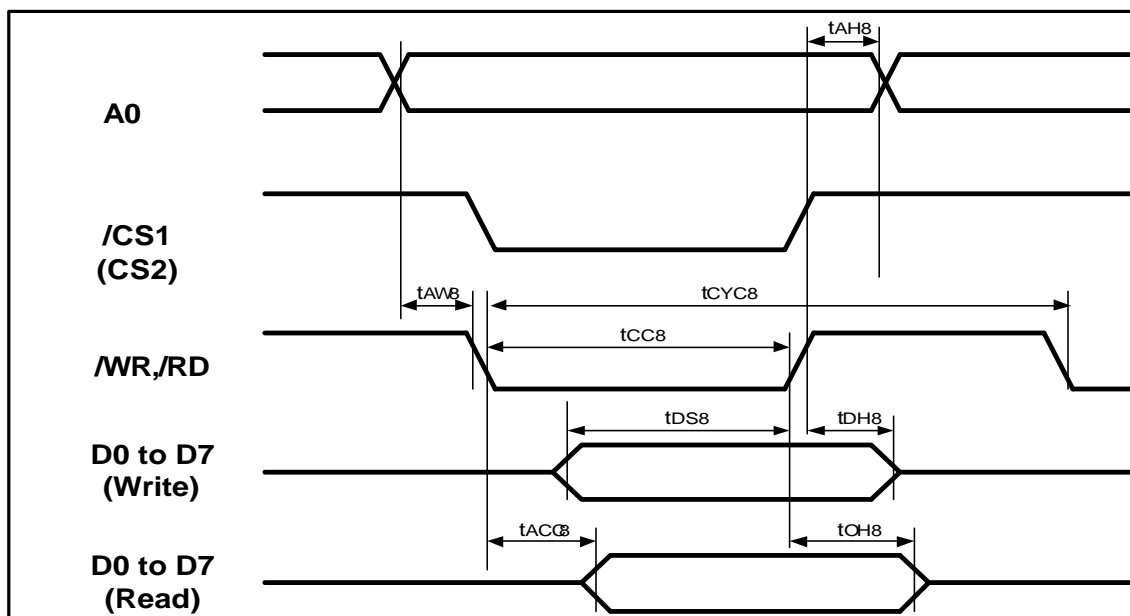 tAH8
A0
/CS1
(CS2)
tAW8
tCYC8
tCC8
/WR,/RD
tDS8
tDH8
D0 to D7
(Write)
tACC8
tOH8
D0 to D7
(Read)